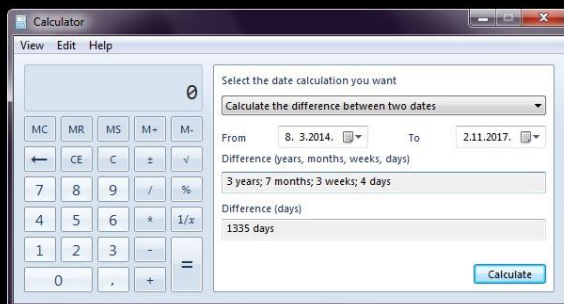 Calculator
View Edit Help
0
MC MR MS M+ M-
← CE C ± √
7 8 9 / %
4 5 6 * 1/x
1 2 3 - =
0 , +
Select the date calculation you want
Calculate the difference between two dates
From 8. 3.2014. To 2.11.2017.
Difference (years, months, weeks, days)
3 years; 7 months; 3 weeks; 4 days
Difference (days)
1335 days
Calculate